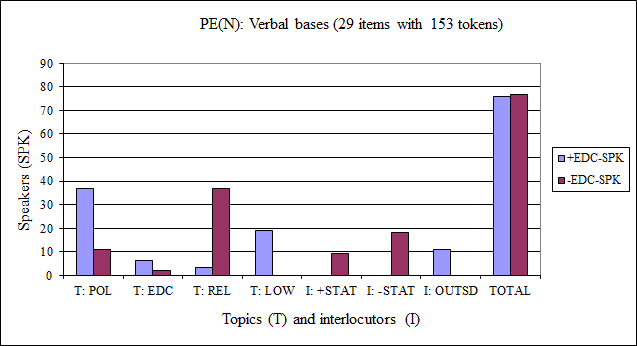 PE(N): Verbal bases (29 items with 153 tokens)
90
80
70
60
50
40
30
20
10
0
Speakers (SPK)
T: POL T: EDC T: REL T: LOW I: +STAT I: -STAT I: OUTSD TOTAL
Topics (T) and interlocutors (I)
+EDC-SPK
-EDC-SPK